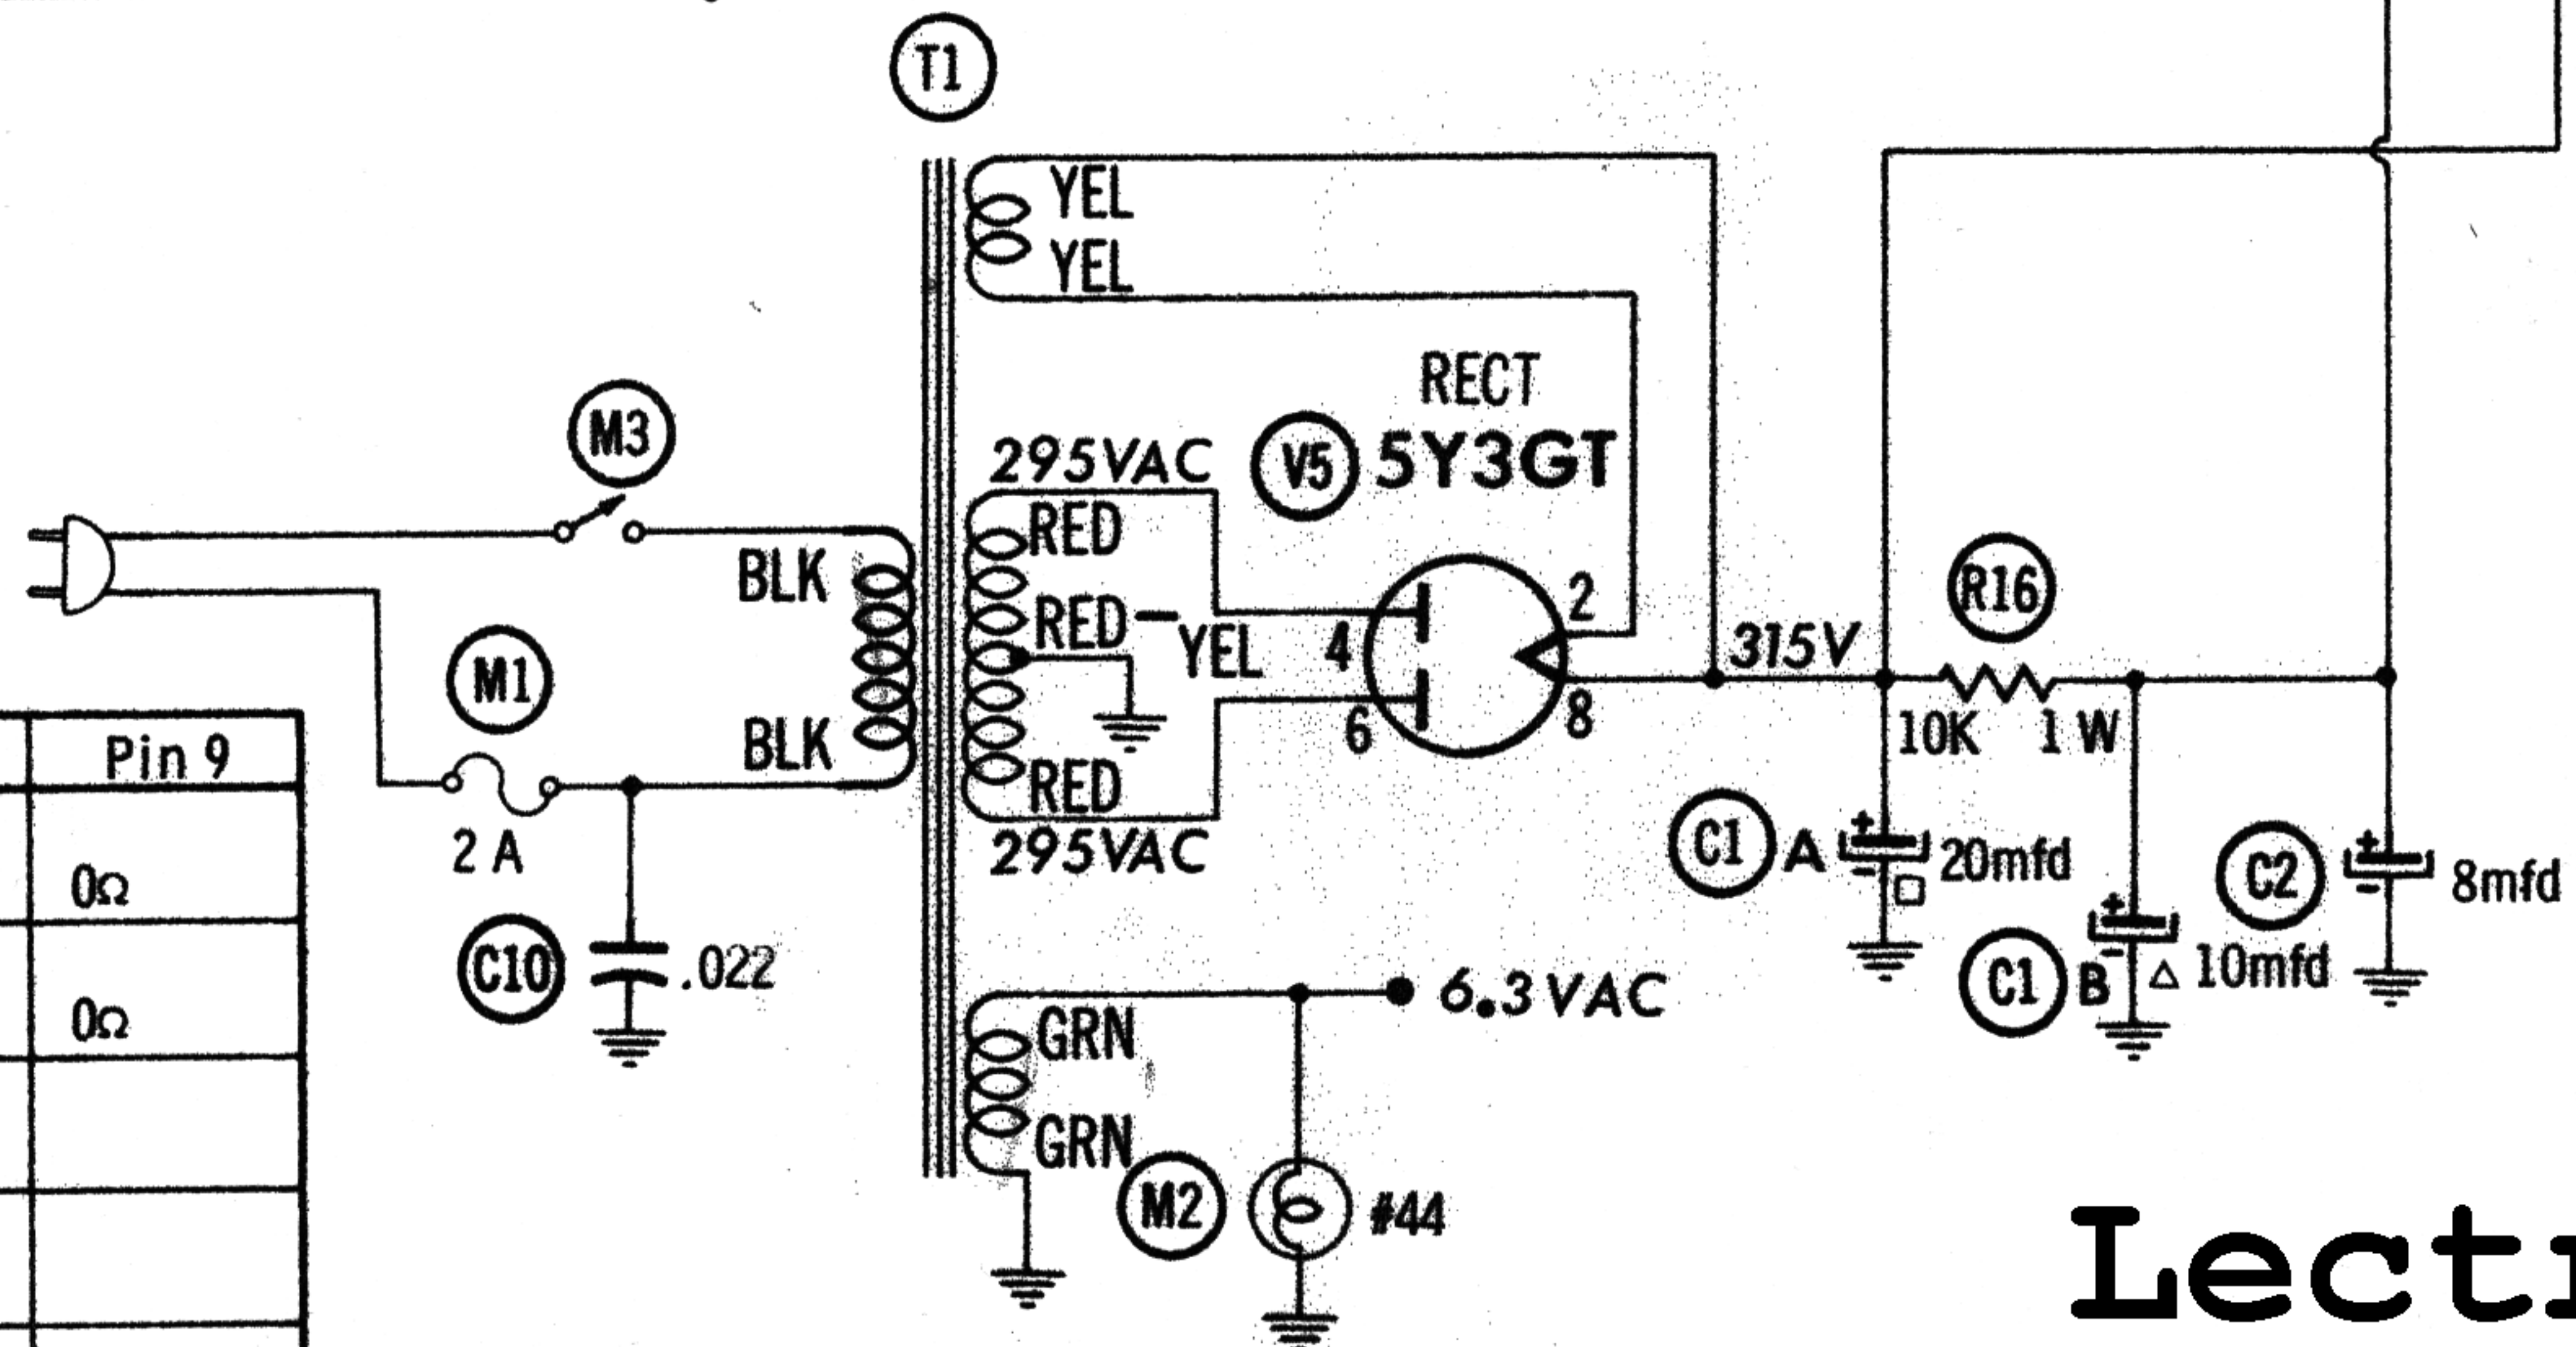 T1
YEL
YEL
RECT
M3
295VAC
V5 5Y3GT
RED
BLK
R16
2
RED-YEL
4
315V
M1
8
6
10K 1 W
BLK
Pin 9
RED
295VAC
2 A
C1 A + - 20mfd
C2 + - 8mfd
0Ω
C10 .022
C1 B + - 10mfd
6.3 VAC
0Ω
GRN
GRN
M2 #44
Lect